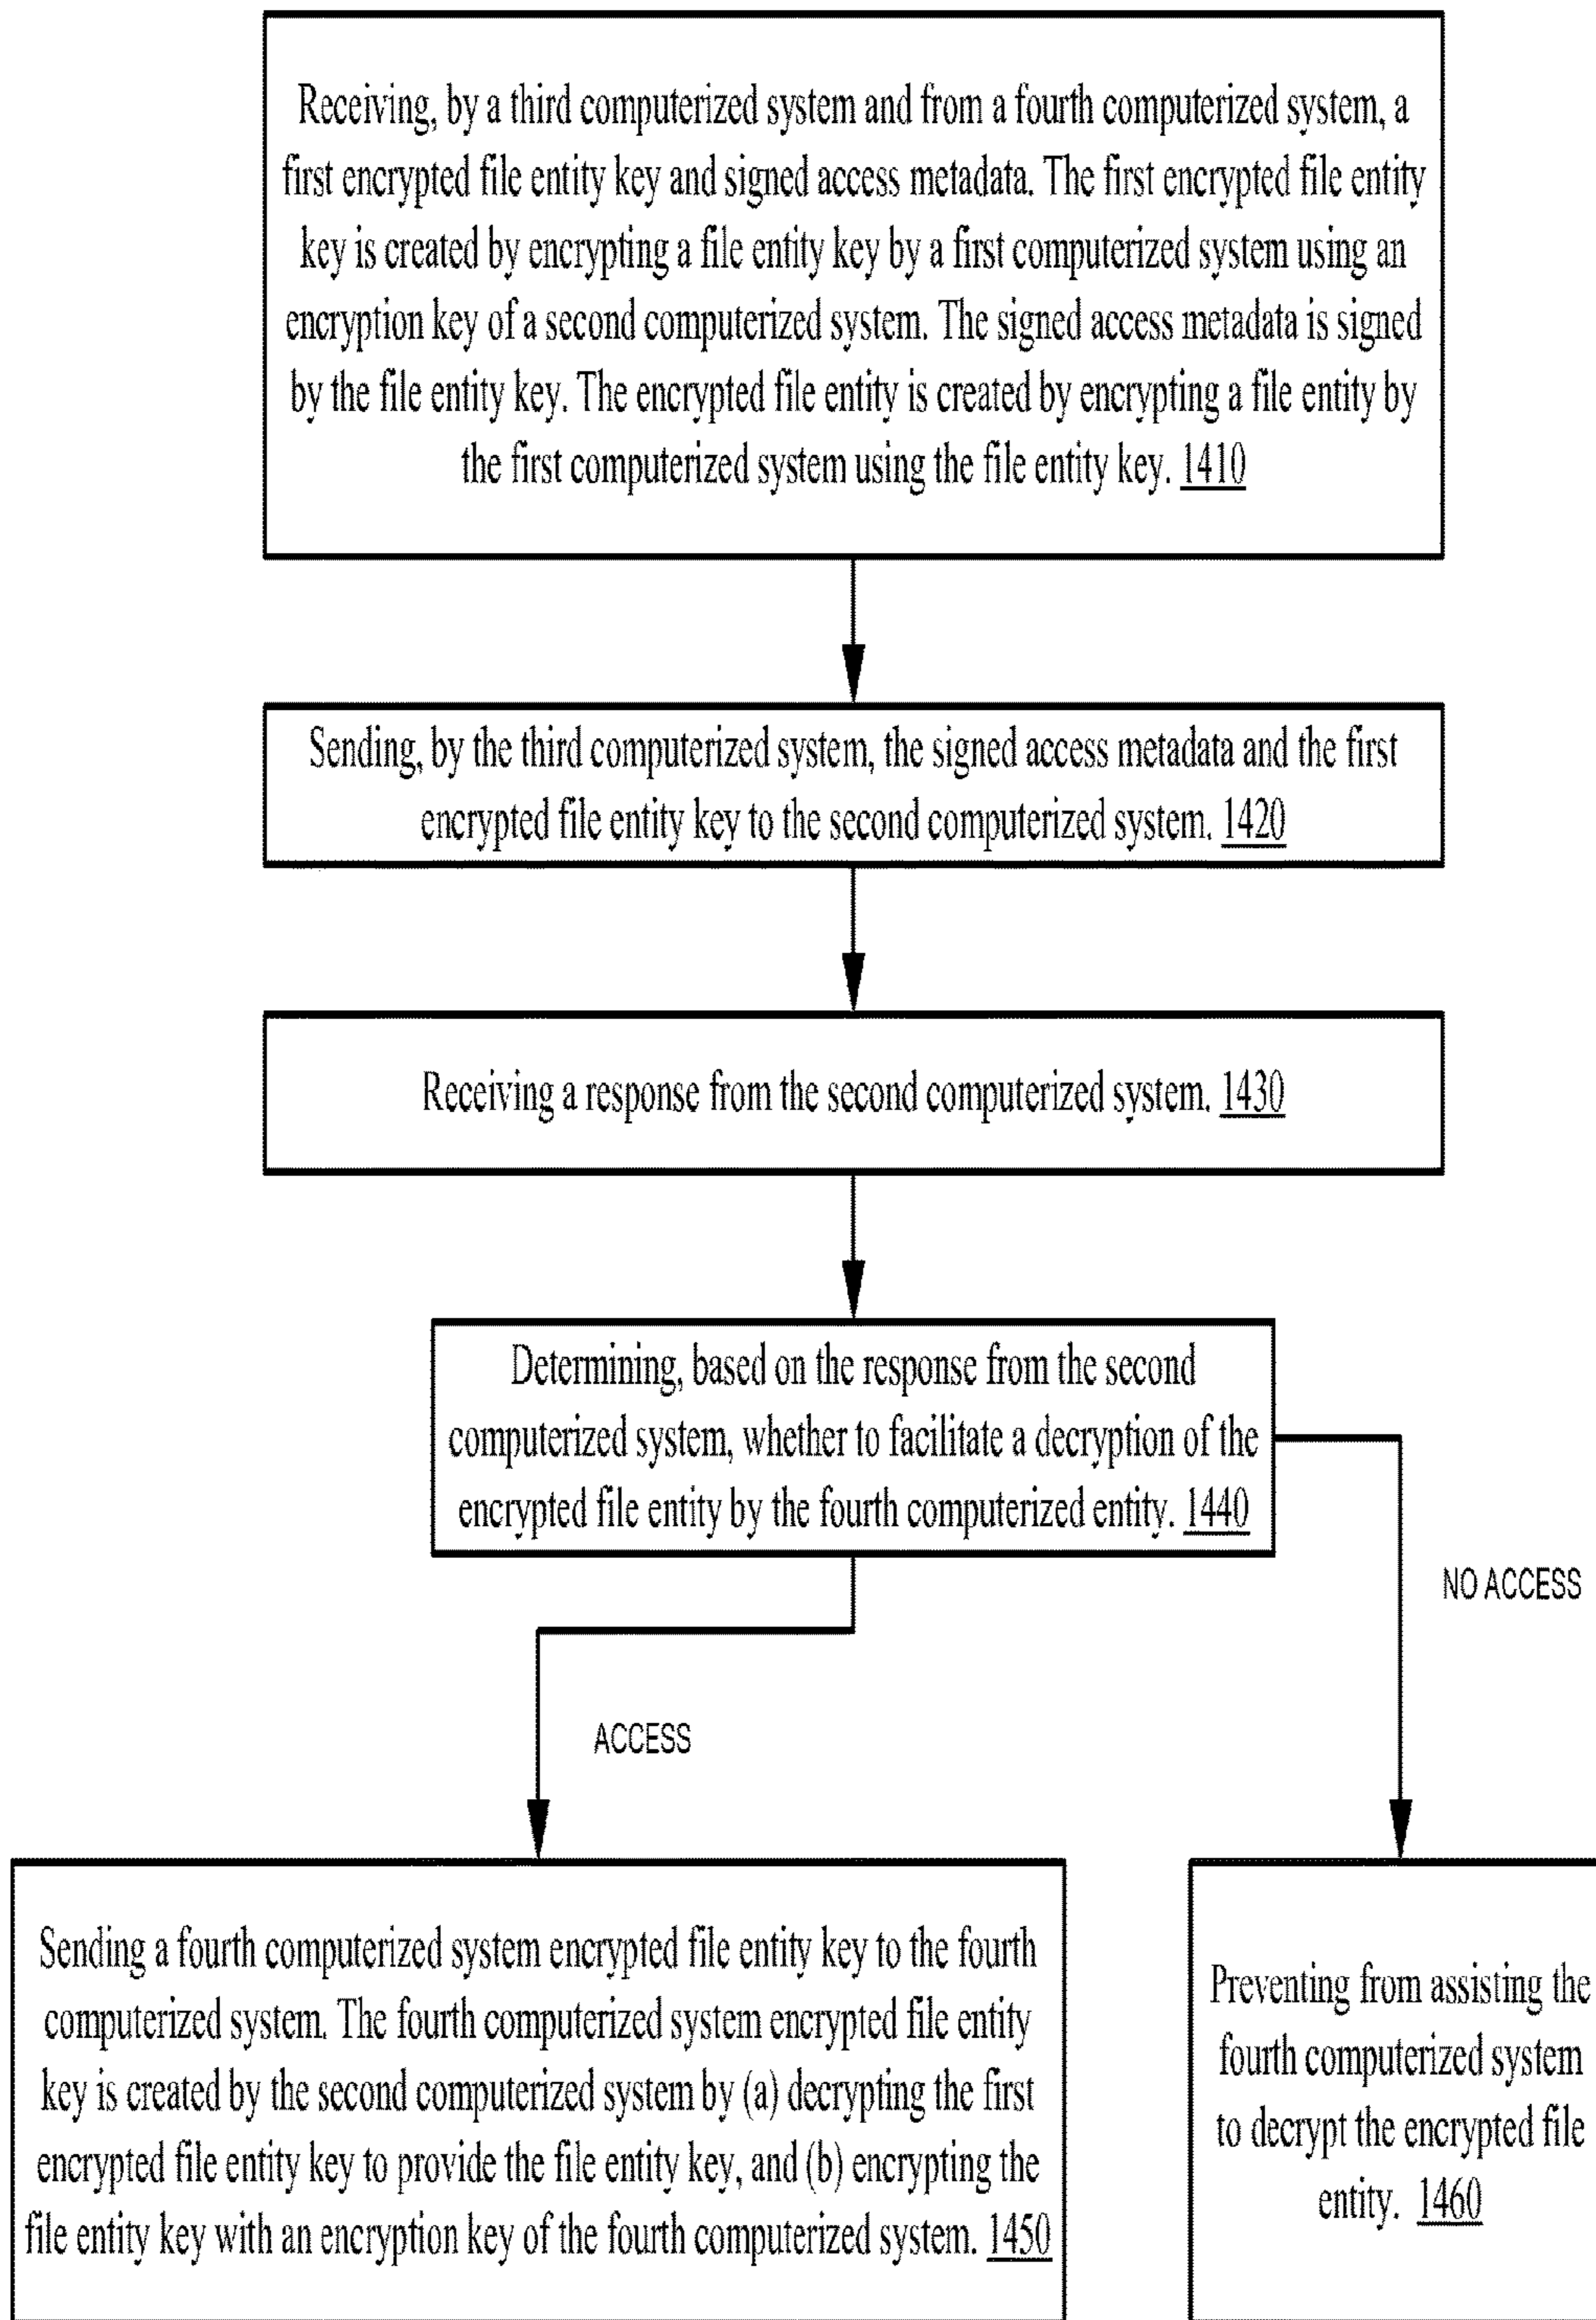 Receiving, by a third computerized system and from a fourth computerized system, a
first encrypted file entity key and signed access metadata. The first encrypted file entity
key is created by encrypting a file entity key by a first computerized system using an
encryption key of a second computerized system. The signed access metadata is signed
by the file entity key. The encrypted file entity is created by encrypting a file entity by
the first computerized system using the file entity key. 1410
Sending, by the third computerized system, the signed access metadata and the first
encrypted file entity key to the second computerized system. 1420
Receiving a response from the second computerized system. 1430
Determining, based on the response from the second
computerized system, whether to facilitate a decryption of the
encrypted file entity by the fourth computerized entity. 1440
NO ACCESS
ACCESS
Sending a fourth computerized system encrypted file entity key to the fourth
computerized system. The fourth computerized system encrypted file entity
key is created by the second computerized system by (a) decrypting the first
encrypted file entity key to provide the file entity key, and (b) encrypting the
file entity key with an encryption key of the fourth computerized system. 1450
Preventing from assisting the
fourth computerized system
to decrypt the encrypted file
entity. 1460